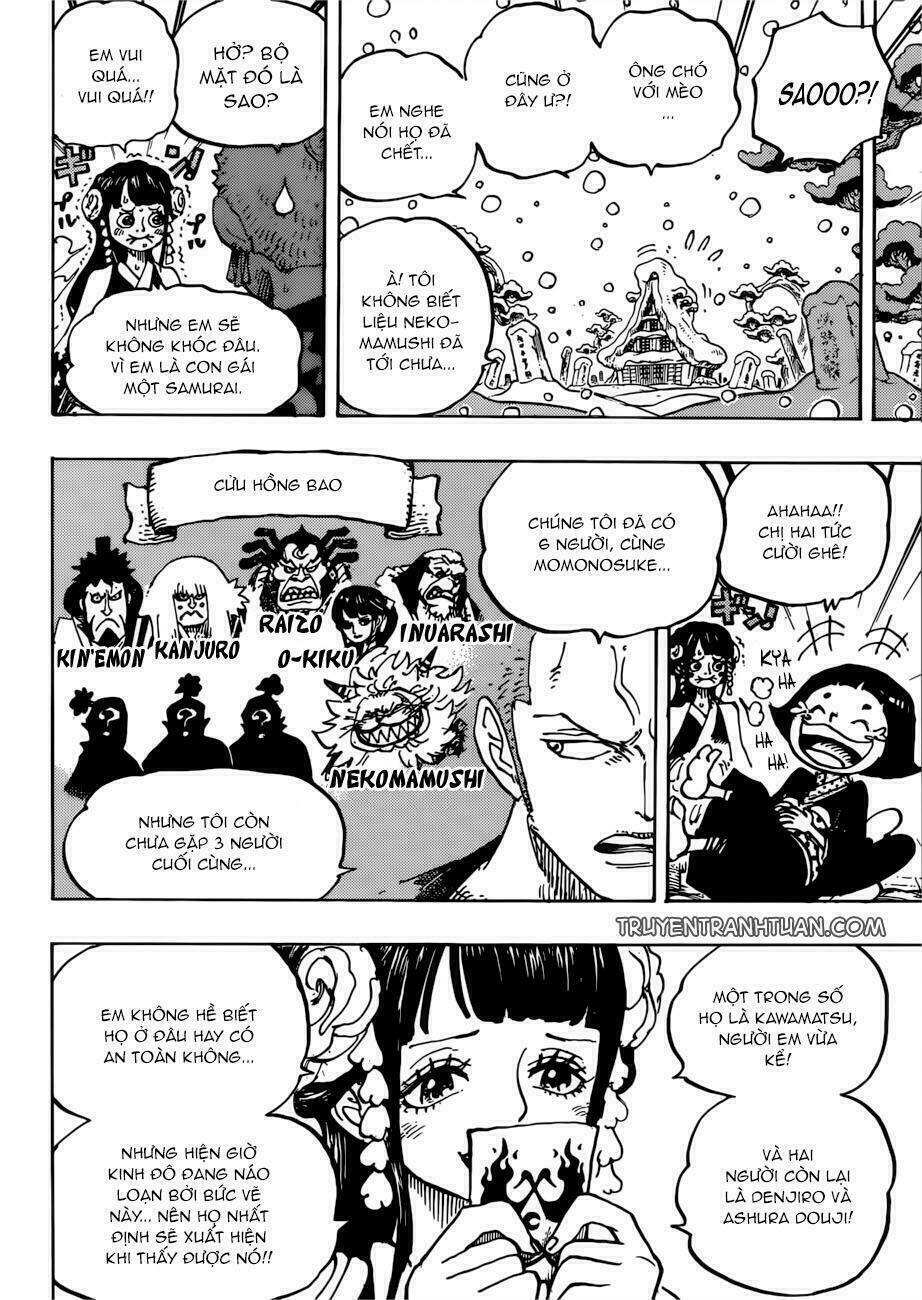 SAOOO?!
ÔNG CHÓ
VỚI MÈO
...
CŨNG Ở
ĐÂY Ư?!
EM NGHE
NÓI HỌ ĐÃ
CHẾT...
À! TÔI
KHÔNG BIẾT
LIỆU NEKO-
MAMUSHI ĐÃ
TỚI CHƯA...
HỞ? BỘ
MẶT ĐÓ LÀ
SAO?
EM VUI
QUÁ...
VUI QUÁ!!
NHƯNG EM SẼ
KHÔNG KHÓC ĐÂU.
VÌ EM LÀ CON GÁI
MỘT SAMURAI.
AHAHAA!!
CHỊ HAI TỨC
CƯỜI GHÊ!
KYA
HA
HA
HA!
CHÚNG TÔI ĐÃ CÓ
6 NGƯỜI, CÙNG
MOMONOSUKE...
CỬU HỒNG BAO
KIN'EMON
KANJURO
RAIZO
O-KIKU
INUARASHI
? ? ?
NEKOMAMUSHI
NHƯNG TÔI CÒN
CHƯA GẶP 3 NGƯỜI
CUỐI CÙNG...
TRUYENTRANHTUAN.COM
MỘT TRONG SỐ
HỌ LÀ KAWAMATSU,
NGƯỜI EM VỪA
KỂ!
VÀ HAI
NGƯỜI CÒN LẠI
LÀ DENJIRO VÀ
ASHURA DOUJI!
EM KHÔNG HỀ BIẾT
HỌ Ở ĐÂU HAY CÓ
AN TOÀN KHÔNG...
NHƯNG HIỆN GIỜ
KINH ĐÔ ĐANG NÁO
LOẠN BỞI BỨC VẼ
NÀY... NÊN HỌ NHẤT
ĐỊNH SẼ XUẤT HIỆN
KHI THẤY ĐƯỢC NÓ!!